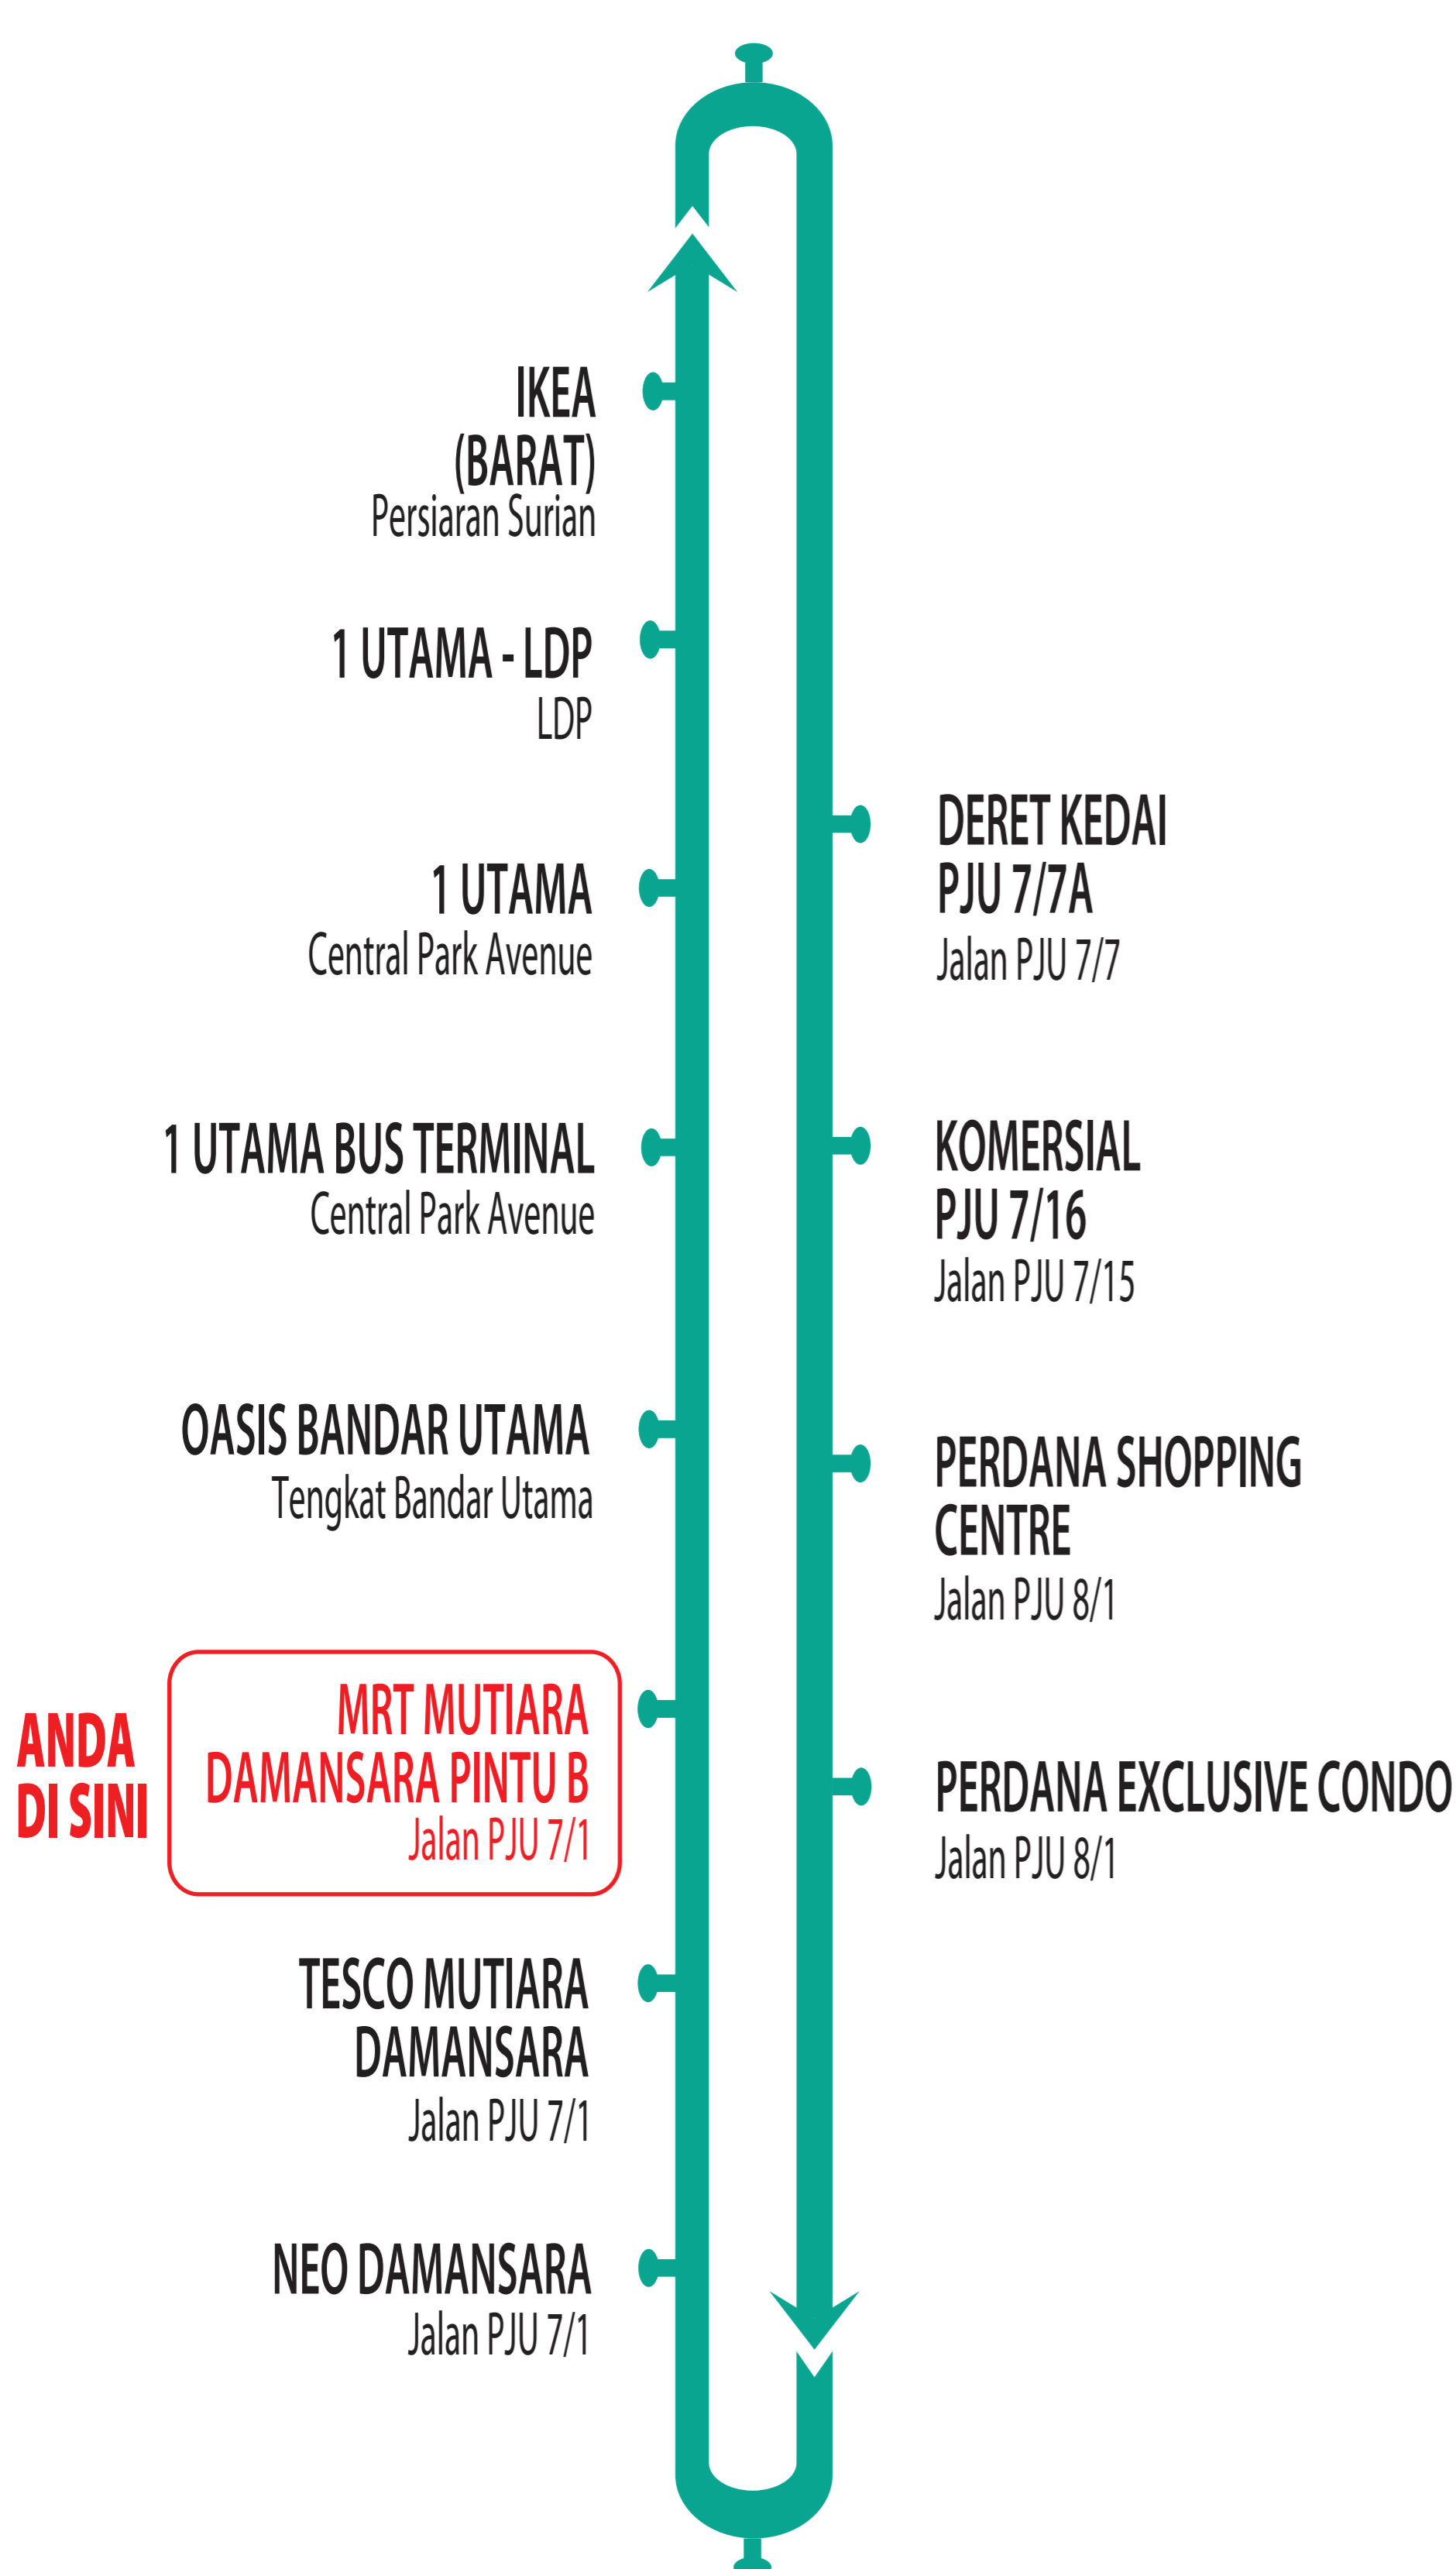 IKEA
(BARAT)
Persiaran Surian
1 UTAMA - LDP
LDP
1 UTAMA
Central Park Avenue
1 UTAMA BUS TERMINAL
Central Park Avenue
OASIS BANDAR UTAMA
Tengkat Bandar Utama
ANDA
DI SINI
MRT MUTIARA
DAMANSARA PINTU B
Jalan PJU 7/1
TESCO MUTIARA
DAMANSARA
Jalan PJU 7/1
NEO DAMANSARA
Jalan PJU 7/1
DERET KEDAI
PJU 7/7A
Jalan PJU 7/7
KOMERSIAL
PJU 7/16
Jalan PJU 7/15
PERDANA SHOPPING
CENTRE
Jalan PJU 8/1
PERDANA EXCLUSIVE CONDO
Jalan PJU 8/1